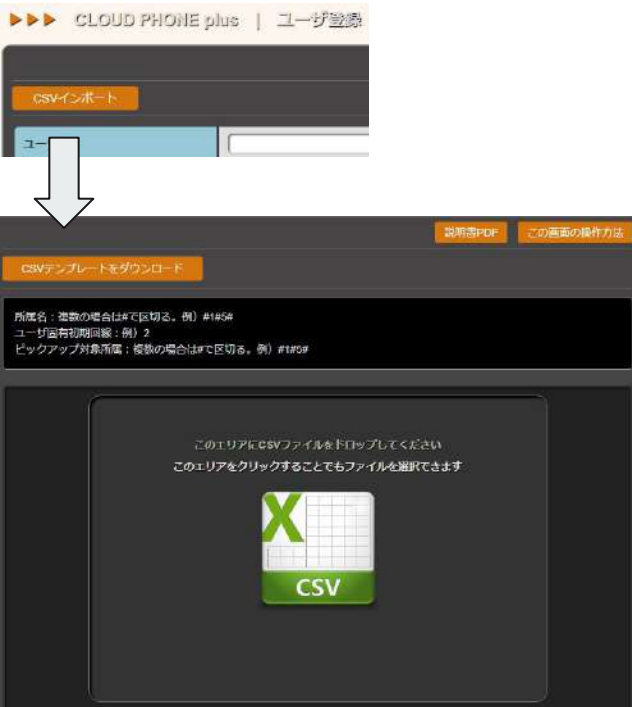 ▶▶▶ CLOUD PHONE plus | ユーザ登録
CSVインポート
ユー
説明書PDF この画面の操作方法
CSVテンプレートをダウンロード
所属名:複数の場合は#で区切る。例）#1#5#
ユーザ固有初期回線:例）2
ピックアップ対象所属:複数の場合は#で区切る。例）#1#5#
このエリアにCSVファイルをドロップしてください
このエリアをクリックすることでもファイルを選択できます
X
CSV